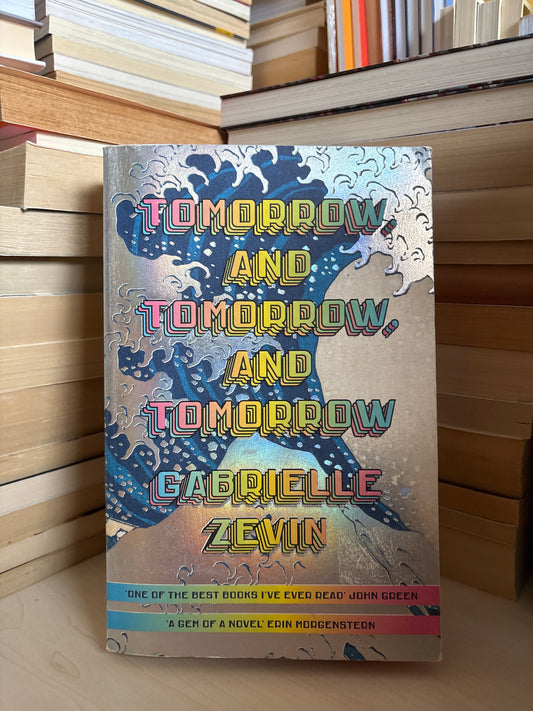 TOMORROW,
AND
TOMORROW,
AND
TOMORROW
GABRIELLE
ZEVIN
'ONE OF THE BEST BOOKS I'VE EVER READ' JOHN GREEN
'A GEM OF A NOVEL' ERIN MORGENSTERN